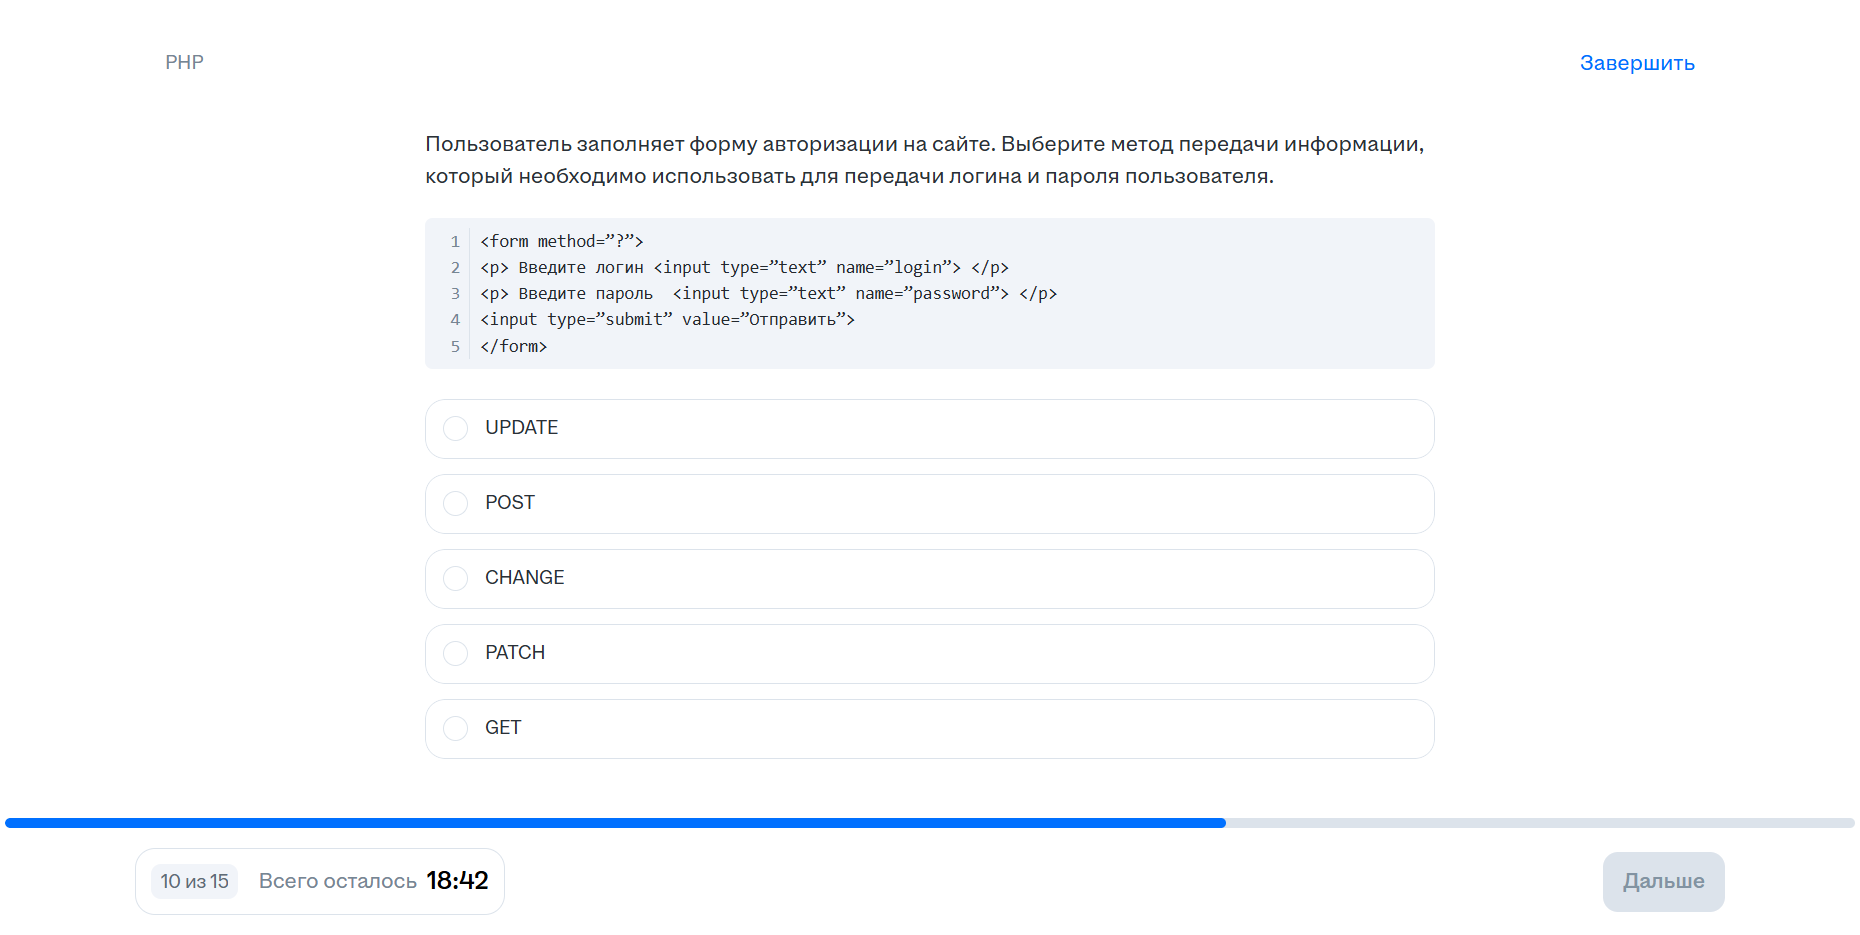 PHP
Завершить
Пользователь заполняет форму авторизации на сайте. Выберите метод передачи информации,
который необходимо использовать для передачи логина и пароля пользователя.
1 <form method=”?”>
2 <p> Введите логин <input type=”text” name=”login”> </p>
3 <p> Введите пароль  <input type=”text” name=”password”> </p>
4 <input type=”submit” value=”Отправить”>
5 </form>
UPDATE
POST
CHANGE
PATCH
GET
10 из 15 Всего осталось 18:42
Дальше